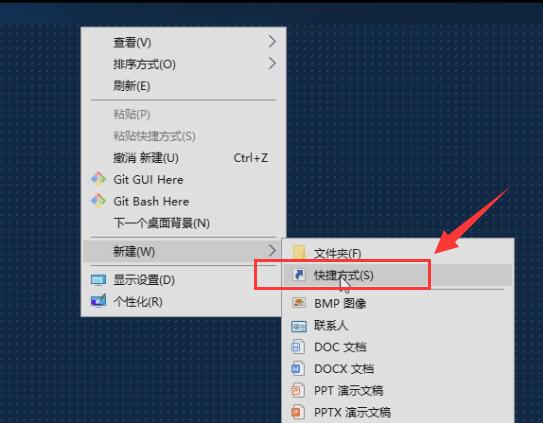 查看(V)
排序方式(O)
刷新(E)
粘贴(P)
粘贴快捷方式(S)
撤消 新建(U) Ctrl+Z
Git GUI Here
Git Bash Here
下一个桌面背景(N)
新建(W)
显示设置(D)
个性化(R)
文件夹(F)
快捷方式(S)
BMP 图像
联系人
DOC 文档
DOCX 文档
PPT 演示文稿
PPTX 演示文稿